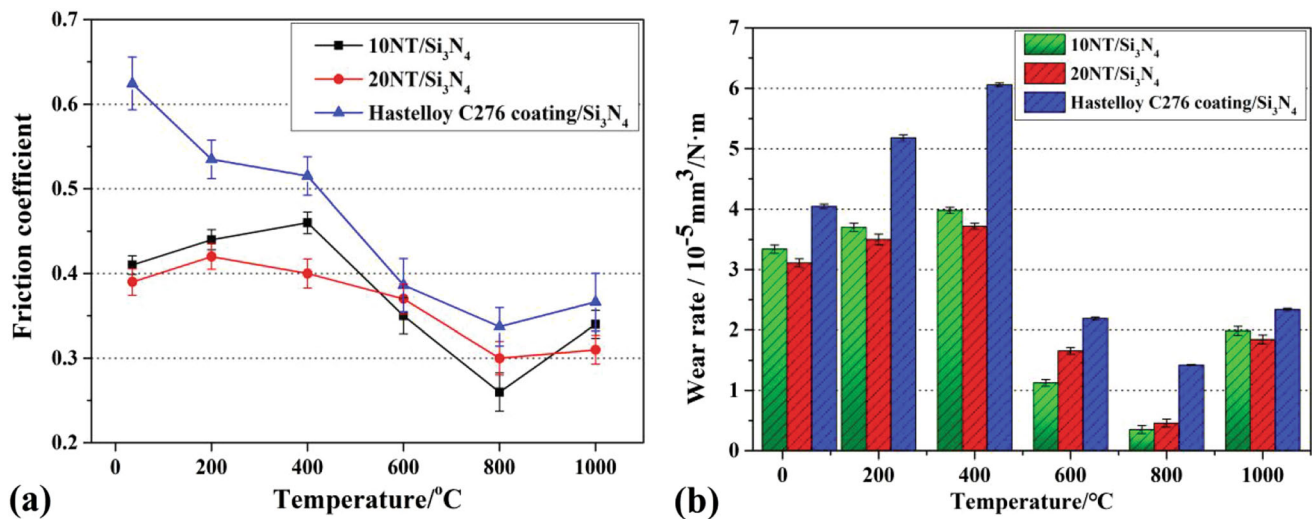 0.7
0.6
0.5
0.4
0.3
0.2
Friction coefficient
10NT/Si₃N₄
20NT/Si₃N₄
Hastelloy C276 coating/Si₃N₄
0 200 400 600 800 1000
Temperature/°C
(a)
7
6
5
4
3
2
1
0
Wear rate / 10⁻⁵mm³/N·m
10NT/Si₃N₄
20NT/Si₃N₄
Hastelloy C276 coating/Si₃N₄
0 200 400 600 800 1000
Temperature/°C
(b)